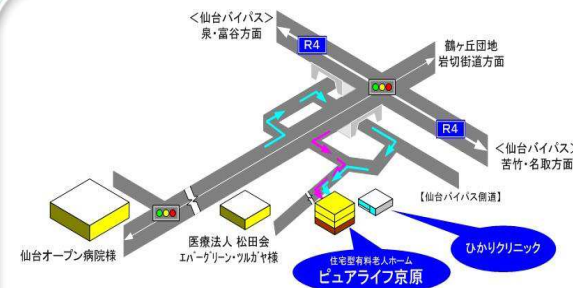 <仙台バイパス>
泉・富谷方面
R4
鶴ヶ丘団地
岩切街道方面
R4
<仙台バイパス>
苦竹・名取方面
【仙台バイパス側道】
仙台オープン病院様
医療法人 松田会
エバーグリーン・ツルガヤ様
住宅型有料老人ホーム
ピュアライフ京原
ひかりクリニック